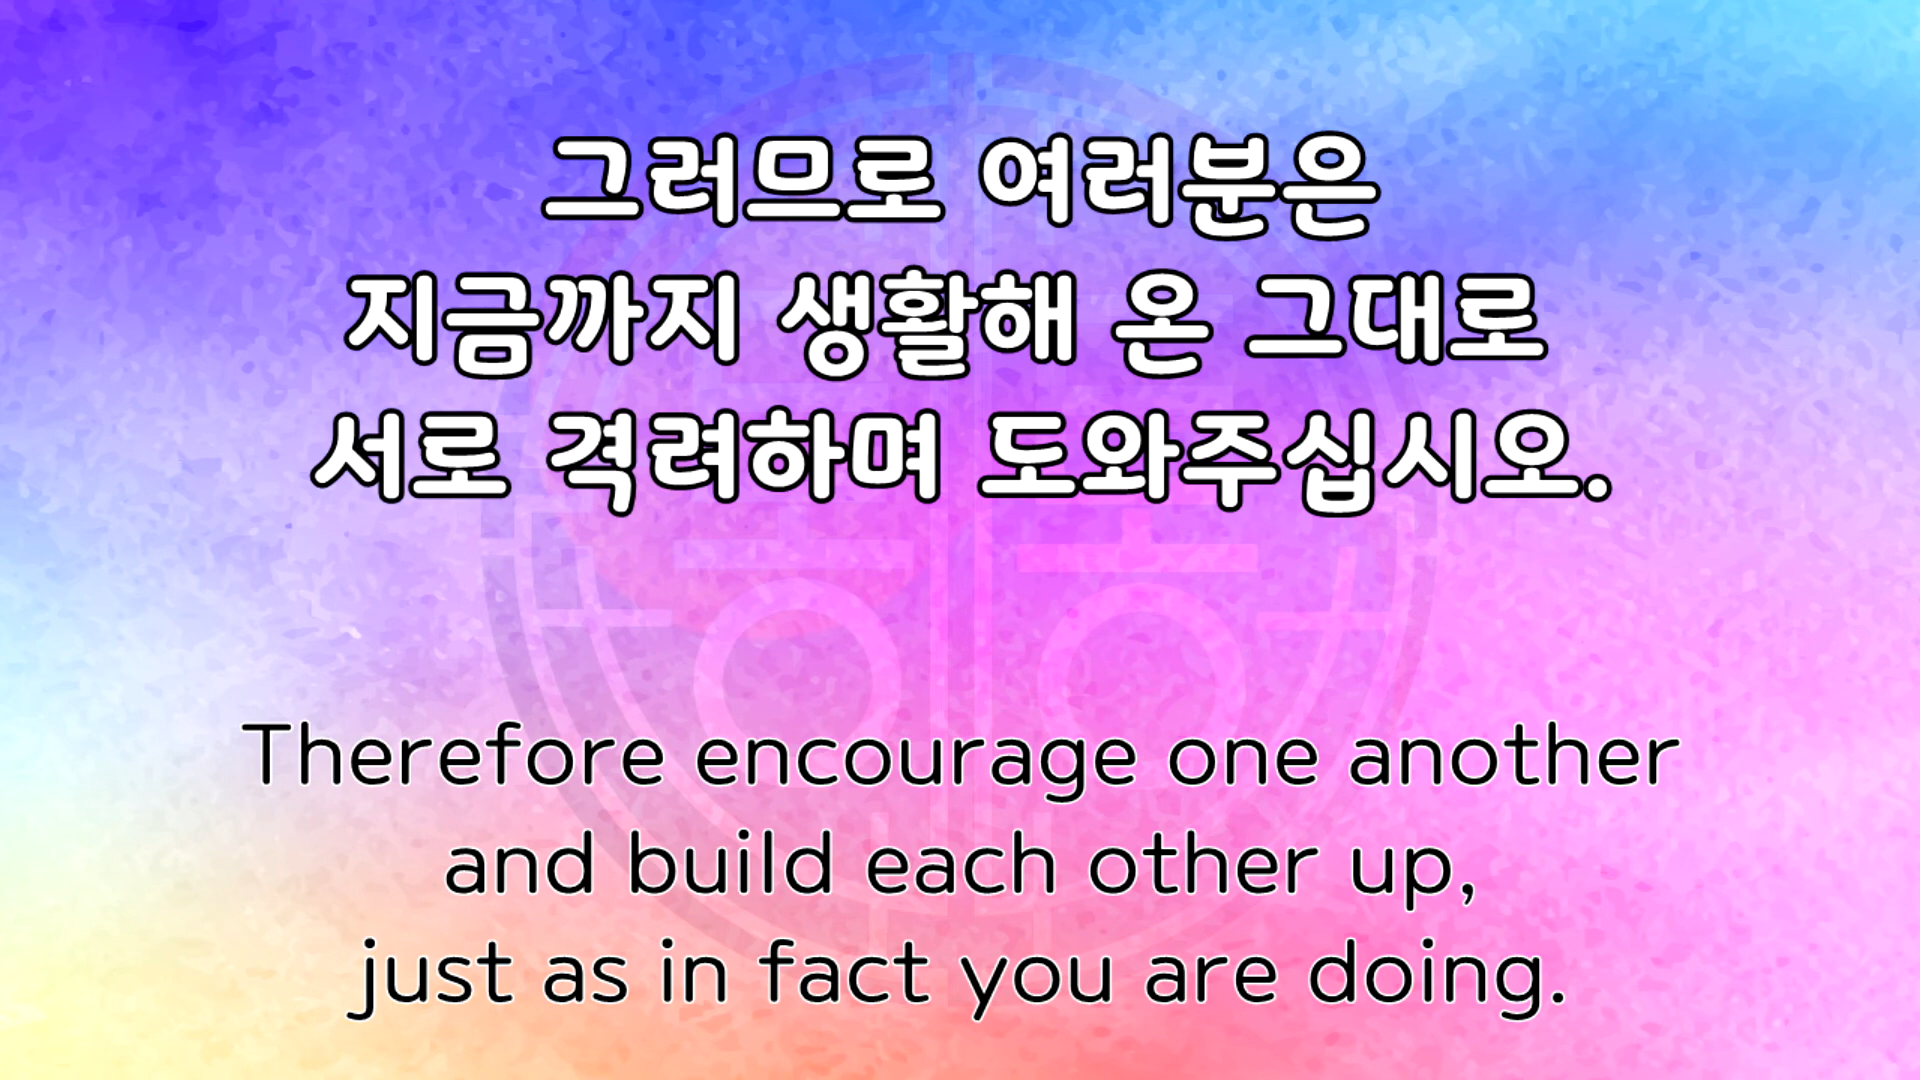 그러므로 여러분은
지금까지 생활해 온 그대로
서로 격려하며 도와주십시오.
Therefore encourage one another
and build each other up,
just as in fact you are doing.